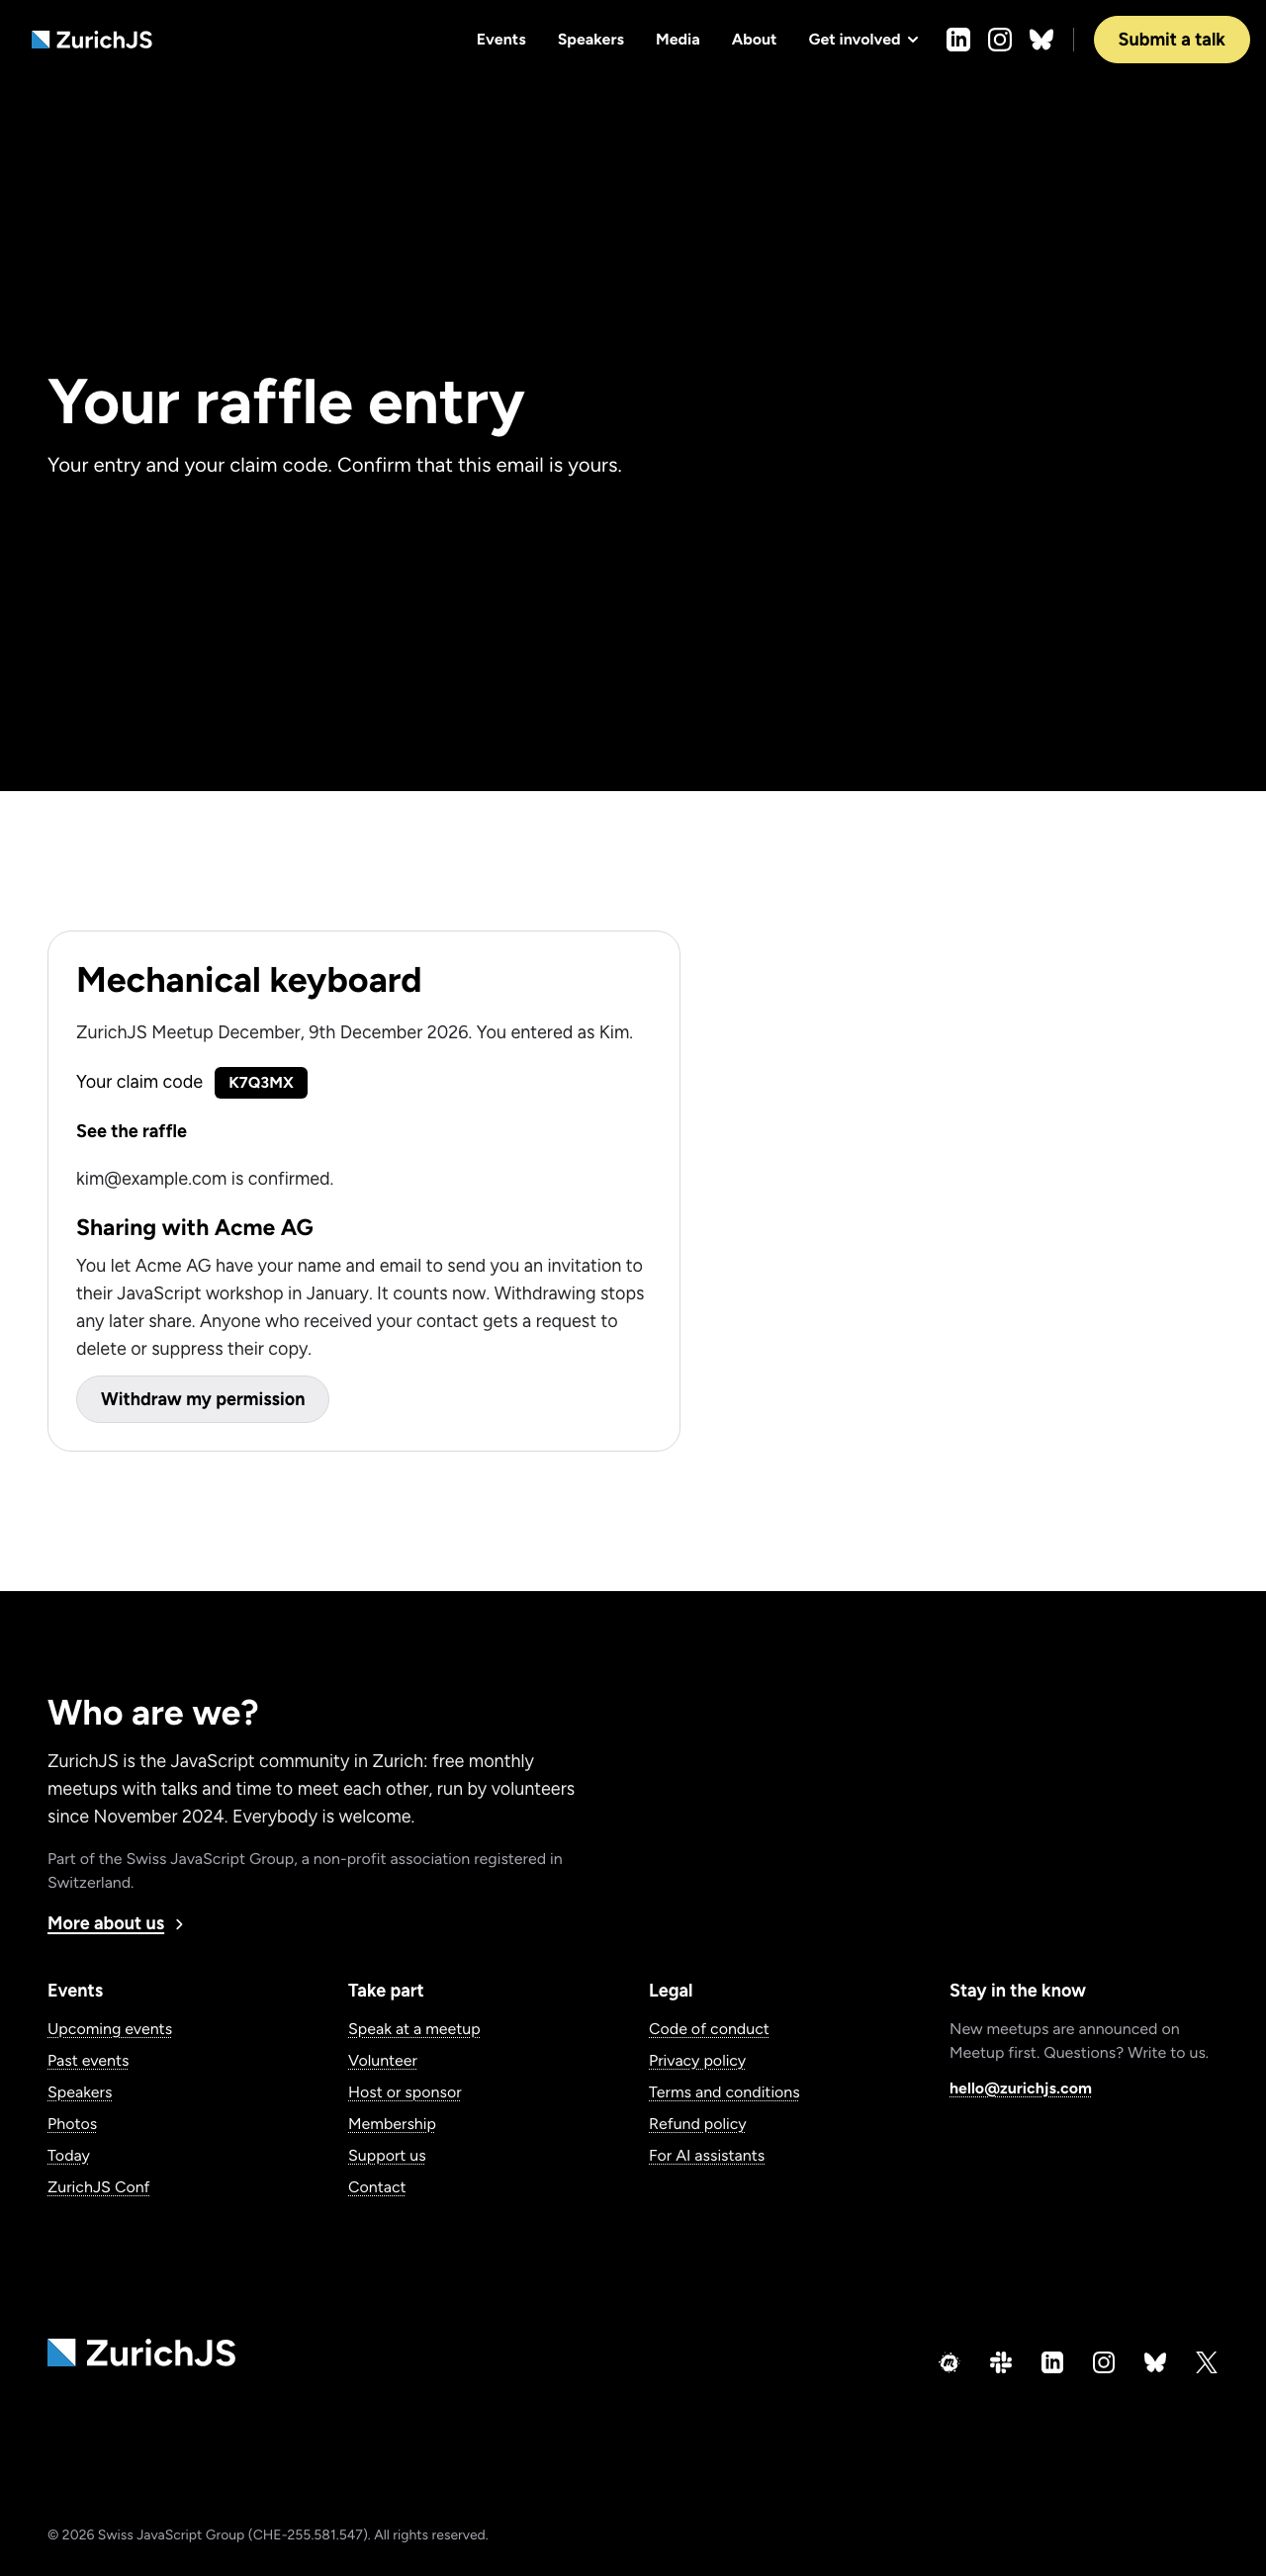 ZurichJS
Events
Speakers
Media
About
Get involved
Submit a talk
Your raffle entry
Your entry and your claim code. Confirm that this email is yours.
Mechanical keyboard
ZurichJS Meetup December, 9th December 2026. You entered as Kim.
Your claim code K7Q3MX
See the raffle
kim@example.com is confirmed.
Sharing with Acme AG
You let Acme AG have your name and email to send you an invitation to
their JavaScript workshop in January. It counts now. Withdrawing stops
any later share. Anyone who received your contact gets a request to
delete or suppress their copy.
Withdraw my permission
Who are we?
ZurichJS is the JavaScript community in Zurich: free monthly
meetups with talks and time to meet each other, run by volunteers
since November 2024. Everybody is welcome.
Part of the Swiss JavaScript Group, a non-profit association registered in
Switzerland.
More about us
Events
Upcoming events
Past events
Speakers
Photos
Today
ZurichJS Conf
Take part
Speak at a meetup
Volunteer
Host or sponsor
Membership
Support us
Contact
Legal
Code of conduct
Privacy policy
Terms and conditions
Refund policy
For AI assistants
Stay in the know
New meetups are announced on
Meetup first. Questions? Write to us.
hello@zurichjs.com
ZurichJS
© 2026 Swiss JavaScript Group (CHE-255.581.547). All rights reserved.